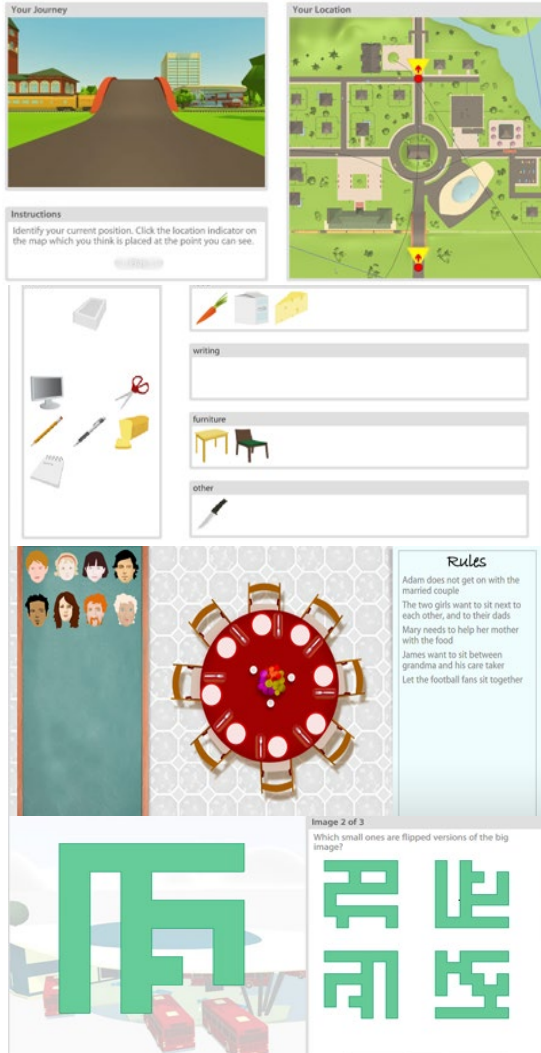 Your Journey
Your Location
Instructions
Identify your current position. Click the location indicator on
the map which you think is placed at the point you can see.
writing
furniture
other
Rules
Adam does not get on with the
married couple
The two girls want to sit next to
each other, and to their dads
Mary needs to help her mother
with the food
James want to sit between
grandma and his care taker
Let the football fans sit together
Image 2 of 3
Which small ones are flipped versions of the big
image?